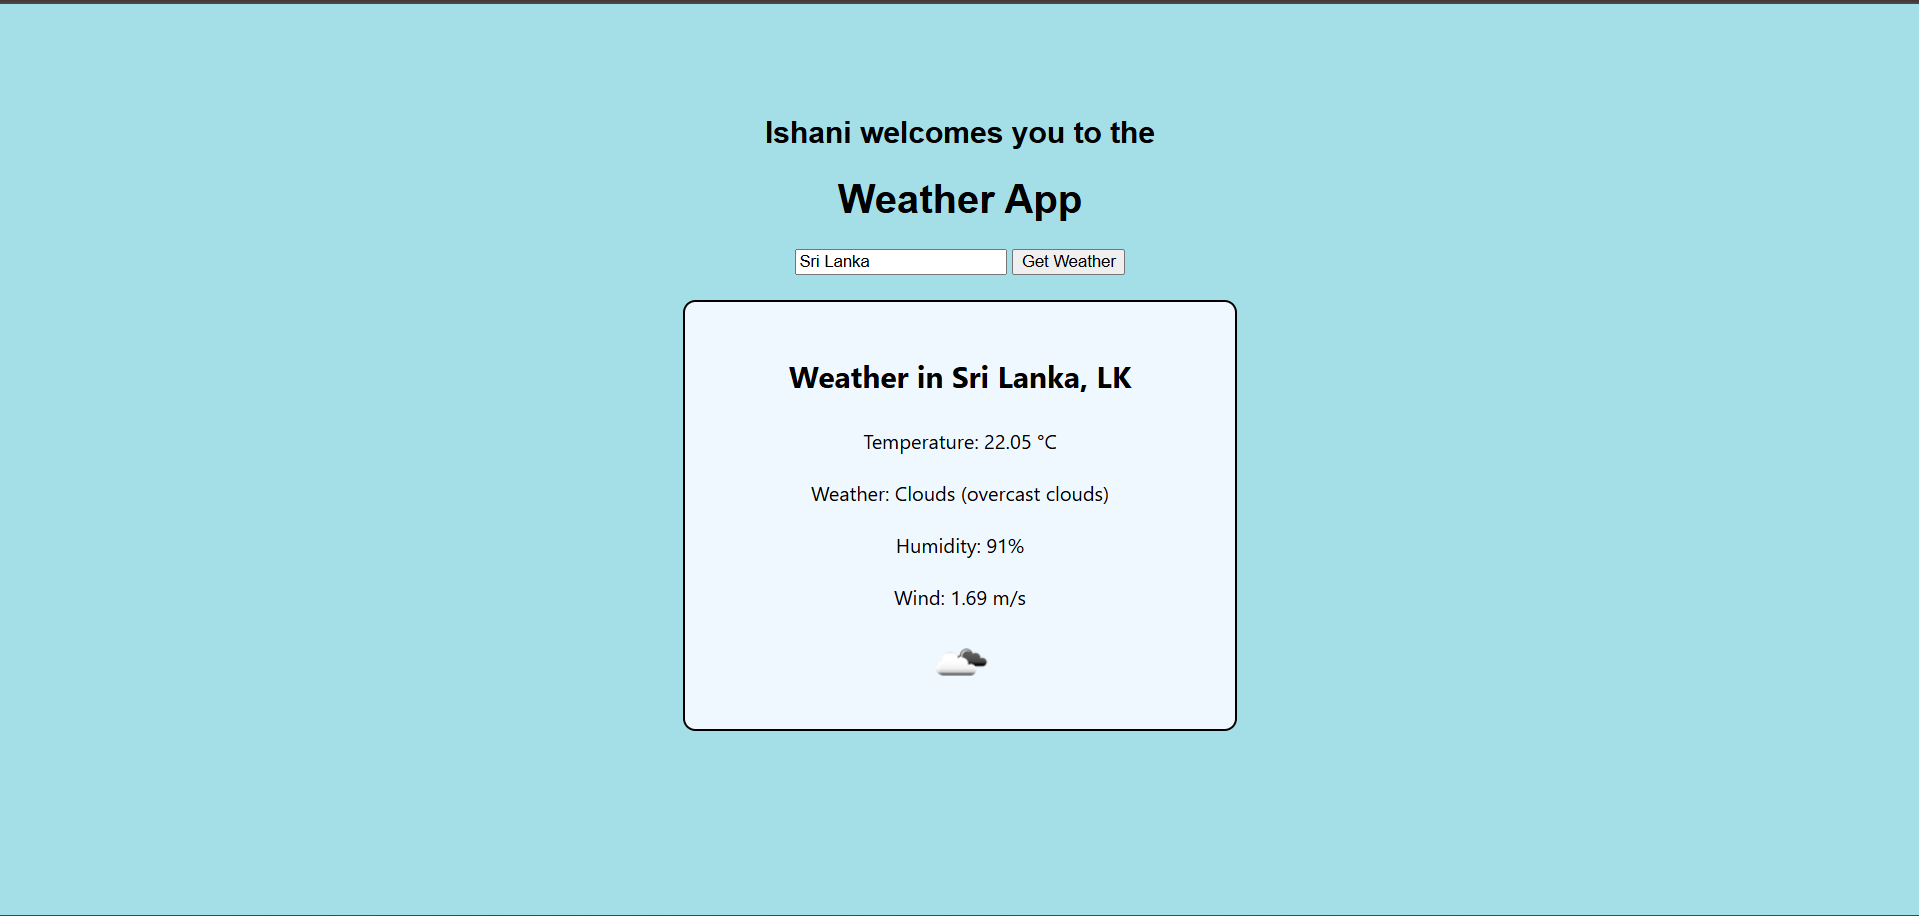 Ishani welcomes you to the
Weather App
Sri Lanka Get Weather
Weather in Sri Lanka, LK
Temperature: 22.05 °C
Weather: Clouds (overcast clouds)
Humidity: 91%
Wind: 1.69 m/s